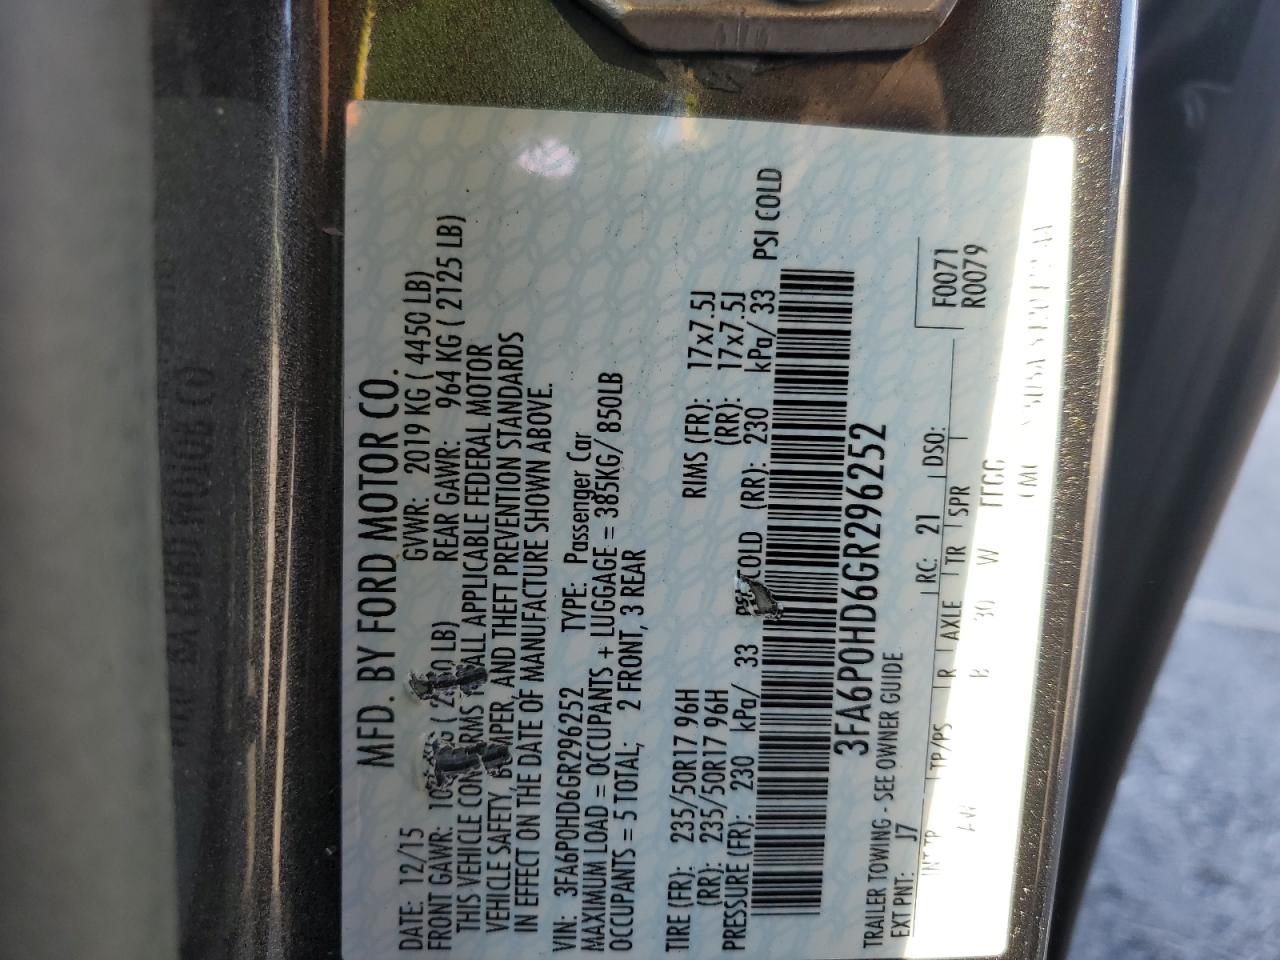 MFD. BY FORD MOTOR CO.
DATE: 12/15 GVWR: 2019 KG ( 4450 LB)
FRONT GAWR: LB) REAR GAWR: 964 KG ( 2125 LB)
THIS VEHICLE ALL APPLICABLE FEDERAL MOTOR
VEHICLE SAFETY, AND THEFT PREVENTION STANDARDS
IN EFFECT ON THE DATE OF MANUFACTURE SHOWN ABOVE.
VIN: 3FA6P0HD6GR296252 TYPE: Passenger Car
MAXIMUM LOAD = OCCUPANTS + LUGGAGE = 385KG/ 850LB
OCCUPANTS = 5 TOTAL; 2 FRONT, 3 REAR
TIRE (FR): 235/50R17 96H RIMS (FR): 17x7.5J
(RR): 235/50R17 96H (RR): 17x7.5J
PRESSURE (FR): 230 kPa/ 33 COLD (RR): 230 kPa/ 33 PSI COLD
3FA6P0HD6GR296252
TRAILER TOWING - SEE OWNER GUIDE
EXT PNT: J7 RC: 21 DSO: F0071
TP/PS R AXLE TR SPR R0079
W